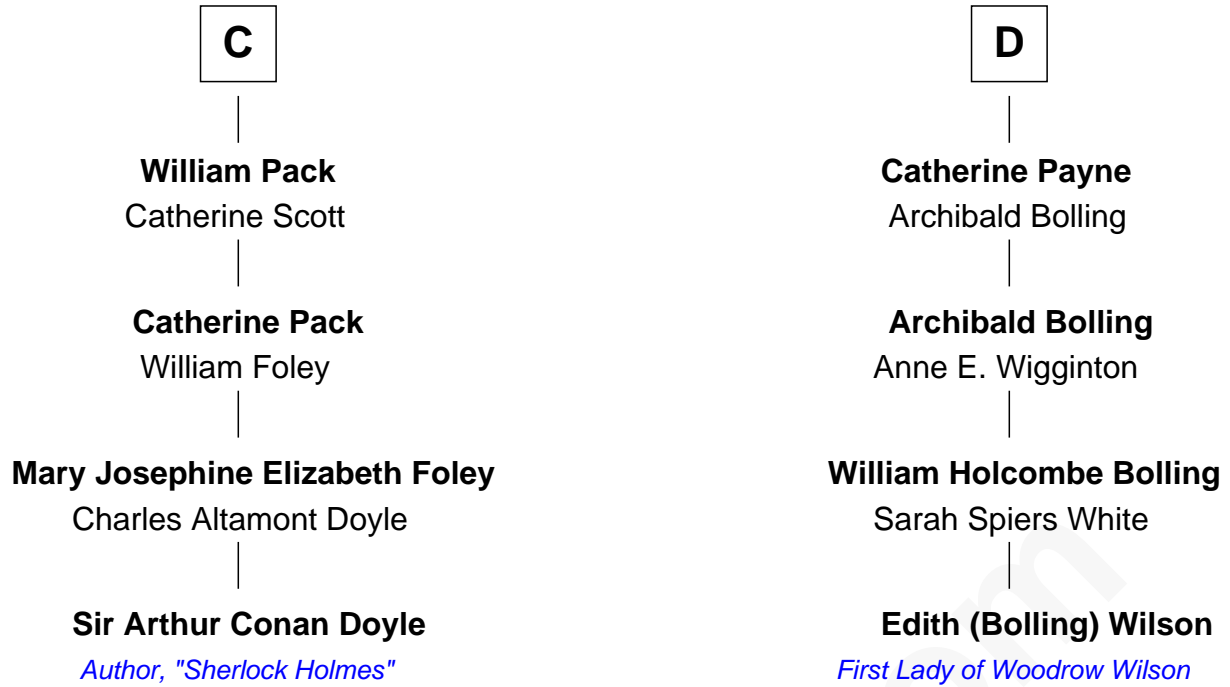 C
William Pack
Catherine Scott
Catherine Pack
William Foley
Mary Josephine Elizabeth Foley
Charles Altamont Doyle
Sir Arthur Conan Doyle
Author, "Sherlock Holmes"
D
Catherine Payne
Archibald Bolling
Archibald Bolling
Anne E. Wigginton
William Holcombe Bolling
Sarah Spiers White
Edith (Bolling) Wilson
First Lady of Woodrow Wilson